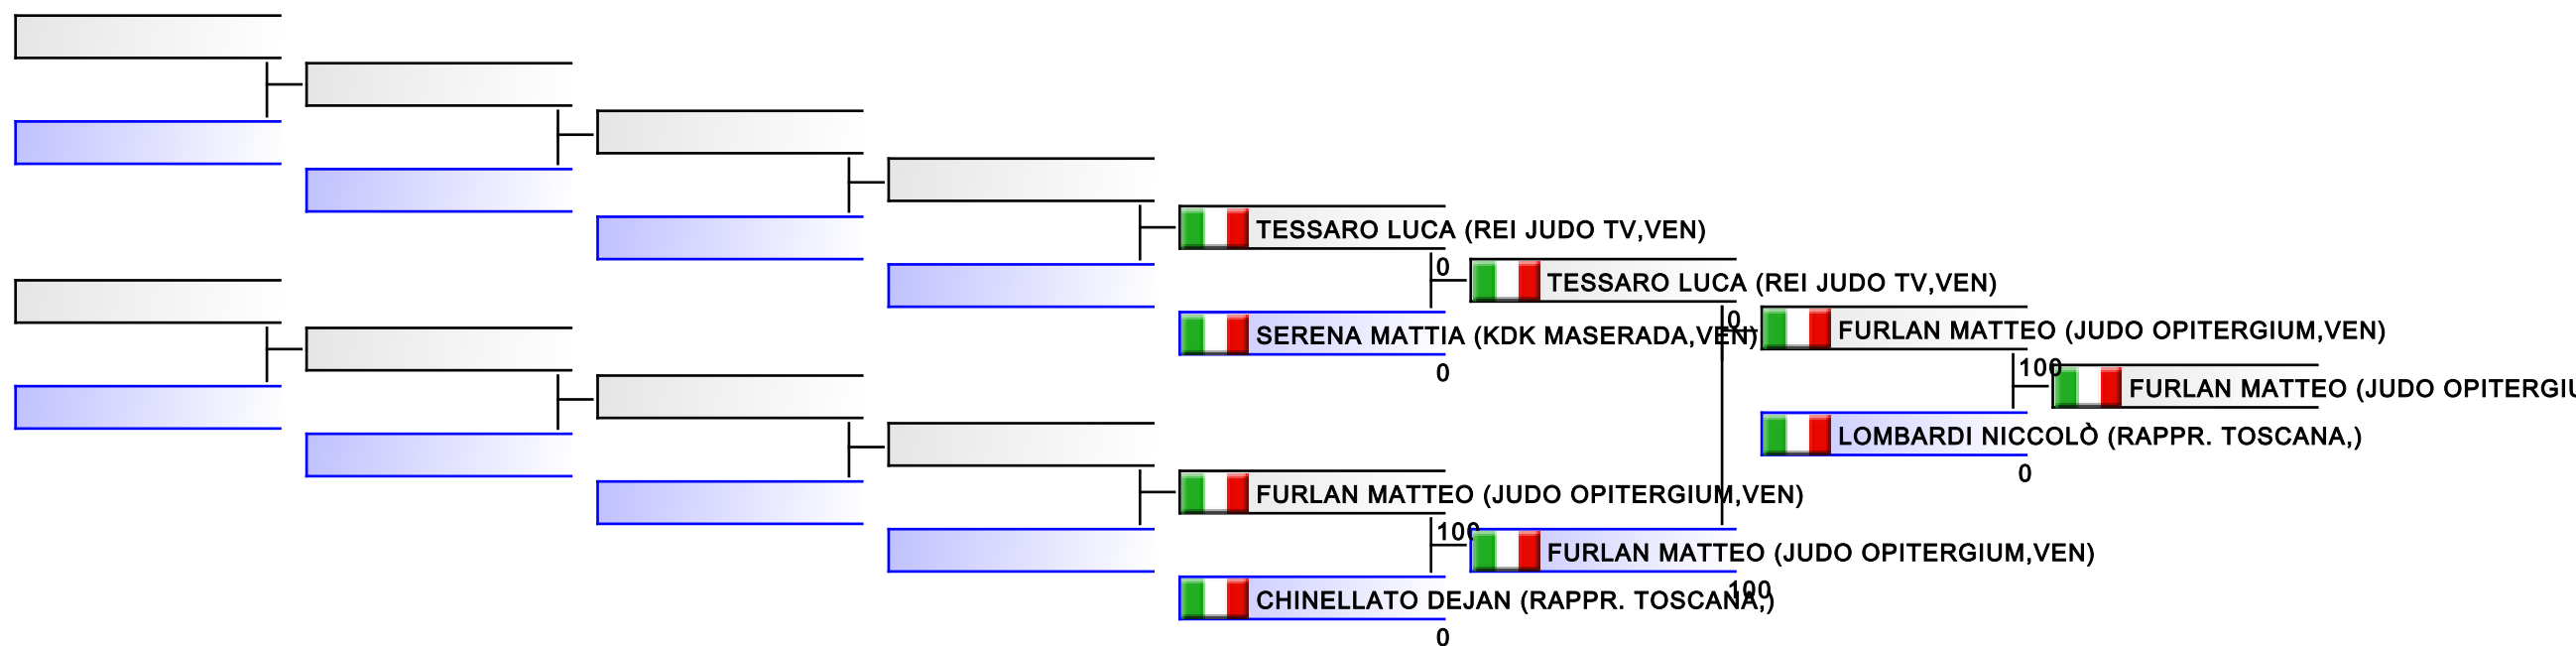 TESSARO LUCA (REI JUDO TV,VEN)
0
TESSARO LUCA (REI JUDO TV,VEN)
0
SERENA MATTIA (KDK MASERADA,VEN)
0
FURLAN MATTEO (JUDO OPITERGIUM,VEN)
100
FURLAN MATTEO (JUDO OPITERGIU
LOMBARDI NICCOLÒ (RAPPR. TOSCANA,)
0
FURLAN MATTEO (JUDO OPITERGIUM,VEN)
100
FURLAN MATTEO (JUDO OPITERGIUM,VEN)
100
CHINELLATO DEJAN (RAPPR. TOSCANA,)
0